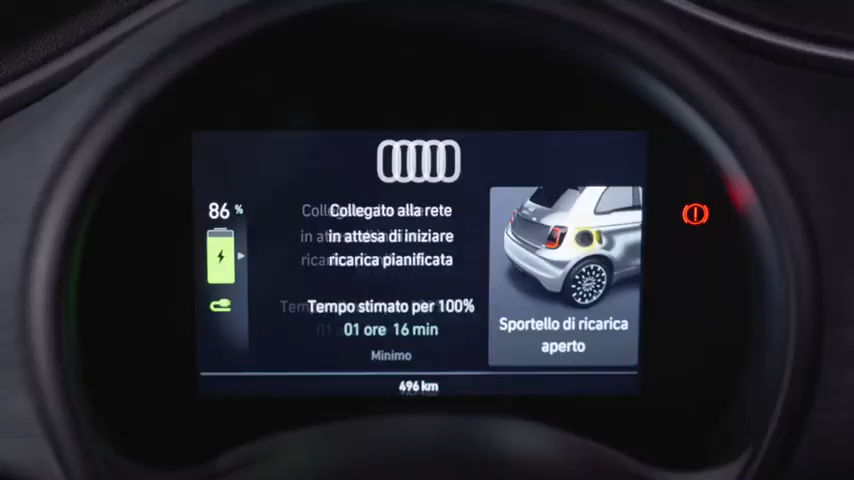 86 %
Collegato alla rete
in attesa di iniziare
ricarica pianificata
Tempo stimato per 100%
01 ore 16 min
Minimo
Sportello di ricarica
aperto
496 km